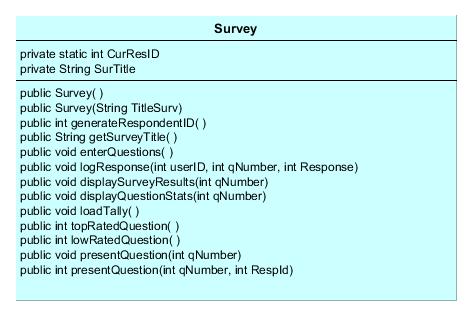 Survey
private static int CurResID
private String SurTitle
public Survey( )
public Survey(String TitleSurv)
public int generateRespondentID( )
public String getSurveyTitle( )
public void enterQuestions( )
public void logResponse(int userID, int qNumber, int Response)
public void displaySurveyResults(int qNumber)
public void displayQuestionStats(int qNumber)
public void loadTally( )
public int topRatedQuestion( )
public int lowRatedQuestion( )
public void presentQuestion(int qNumber)
public int presentQuestion(int qNumber, int RespId)